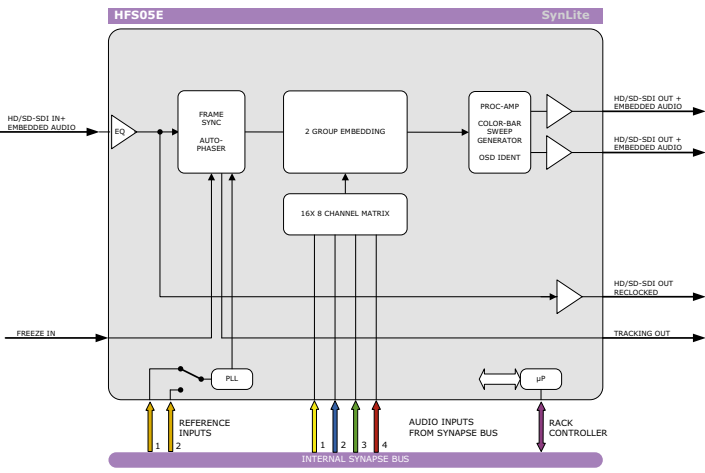 HFS05E
SynLite
HD/SD-SDI IN+
EMBEDDED AUDIO
EQ
FRAME
SYNC
AUTO-
PHASER
2 GROUP EMBEDDING
PROC-AMP
COLOR-BAR
SWEEP
GENERATOR
OSD IDENT
HD/SD-SDI OUT +
EMBEDDED AUDIO
HD/SD-SDI OUT +
EMBEDDED AUDIO
16X 8 CHANNEL MATRIX
HD/SD-SDI OUT
RECLOCKED
FREEZE IN
TRACKING OUT
PLL
µP
REFERENCE
INPUTS
1
2
1
2
3
4
AUDIO INPUTS
FROM SYNAPSE BUS
RACK
CONTROLLER
INTERNAL SYNAPSE BUS